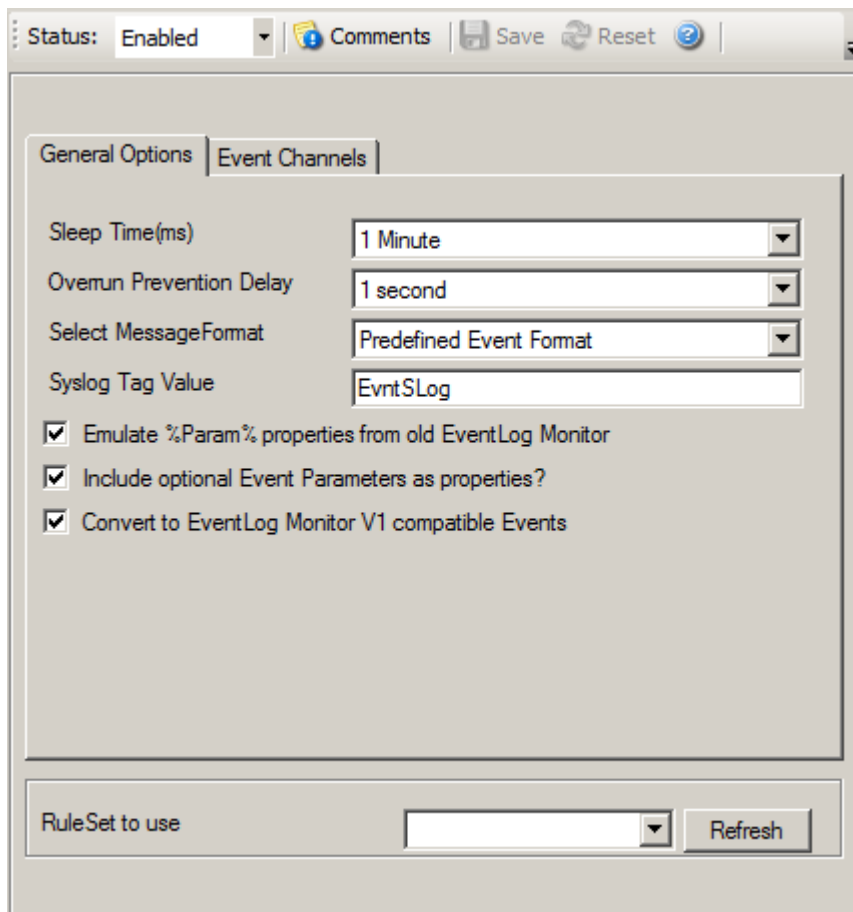 Status: Enabled Comments Save Reset
General Options Event Channels
Sleep Time(ms) 1 Minute
Overrun Prevention Delay 1 second
Select MessageFormat Predefined Event Format
Syslog Tag Value EvntSLog
Emulate %Param% properties from old EventLog Monitor
Include optional Event Parameters as properties?
Convert to EventLog Monitor V1 compatible Events
RuleSet to use Refresh